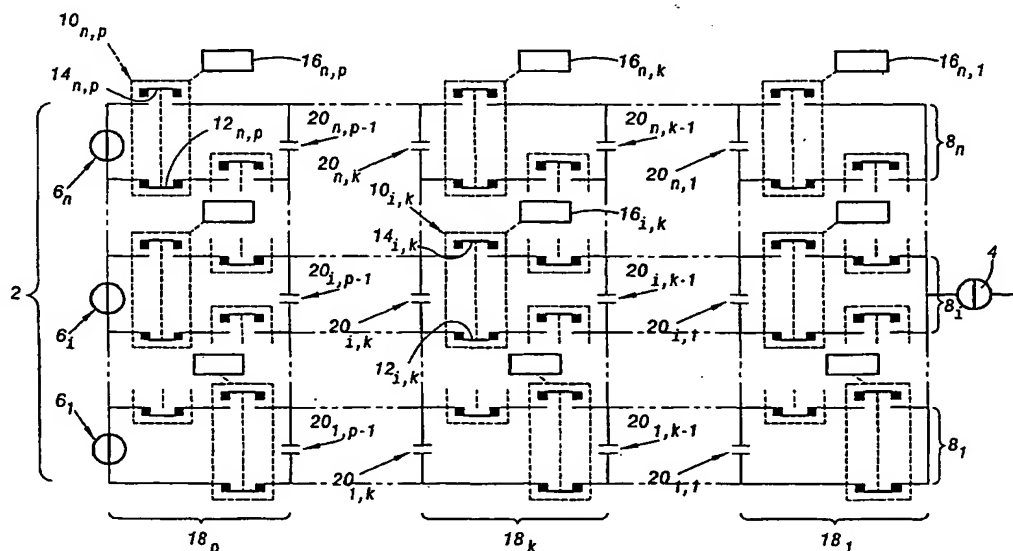 10n,p
16n,p
16n,k
16n,1
14n,p
2
12n,p
20n,p-1
20n,k-1
8n
6n
20n,k
20n,1
10i,k
16i,k
14i,k
4
20i,p-1
20i,k-1
8i
6i
20i,k
20i,1
12i,k
61
201,p-1
201,k-1
81
201,k
201,1
18p
18k
181